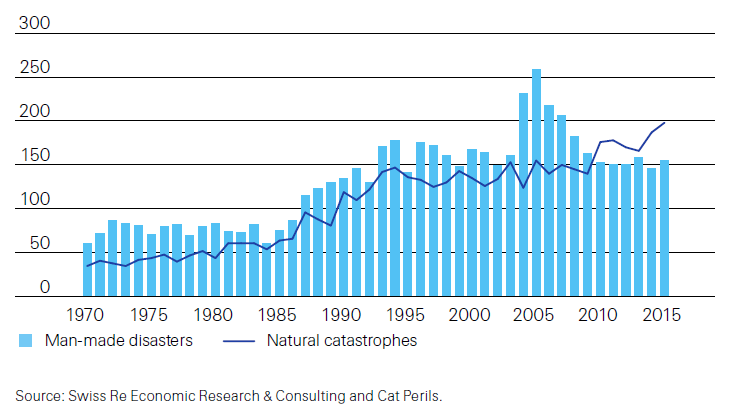 300
250
200
150
100
50
0
1970 1975 1980 1985 1990 1995 2000 2005 2010 2015
Man-made disasters Natural catastrophes
Source: Swiss Re Economic Research & Consulting and Cat Perils.